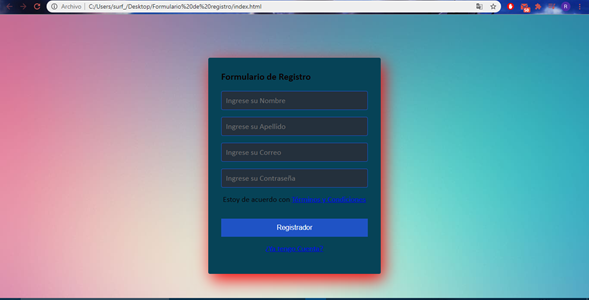 Archivo
C:/Users/surf_/Desktop/Formulario%20de%20registro/index.html
Formulario de Registro
Ingrese su Nombre
Ingrese su Apellido
Ingrese su Correo
Ingrese su Contraseña
Estoy de acuerdo con Terminos y Condiciones
Registrador
¿Ya tengo Cuenta?